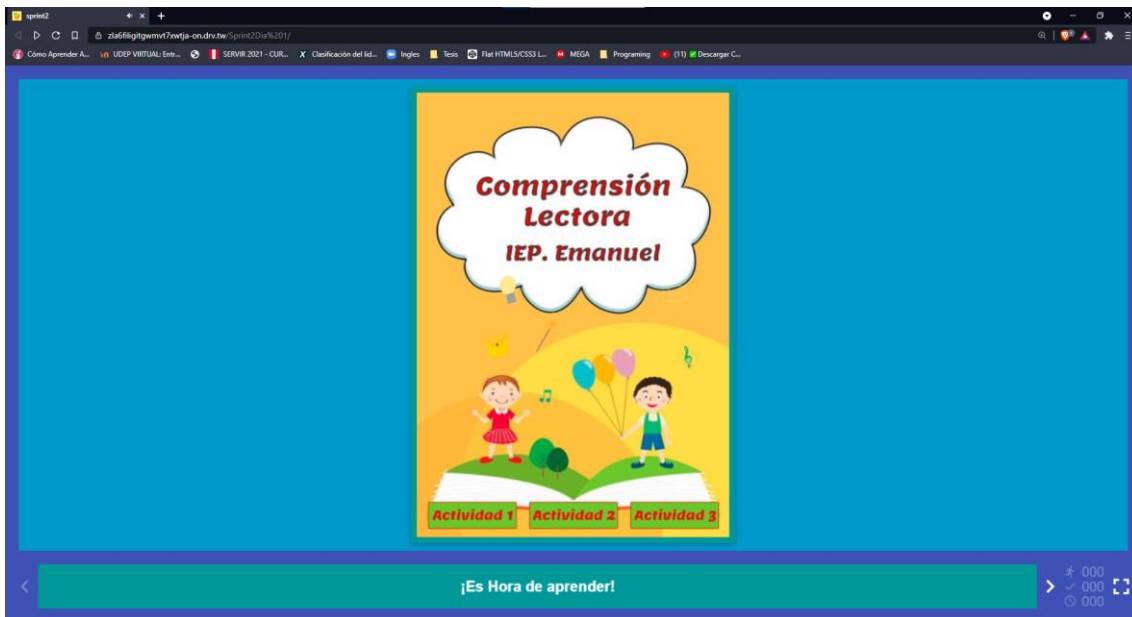 sprint2
zla6filigitgwmvt7xwtja-on.drv.tw/Sprint2Dia%201/
Cómo Aprender A... UDEP VIRTUAL: Entr... SERVIR 2021 - CUR... Clasificación del lid... Ingles Tesis Flat HTML5/CSS3 L... MEGA Programing (11) Descargar C...
Comprensión
Lectora
IEP. Emanuel
Actividad 1 Actividad 2 Actividad 3
¡Es Hora de aprender!
000
000
000